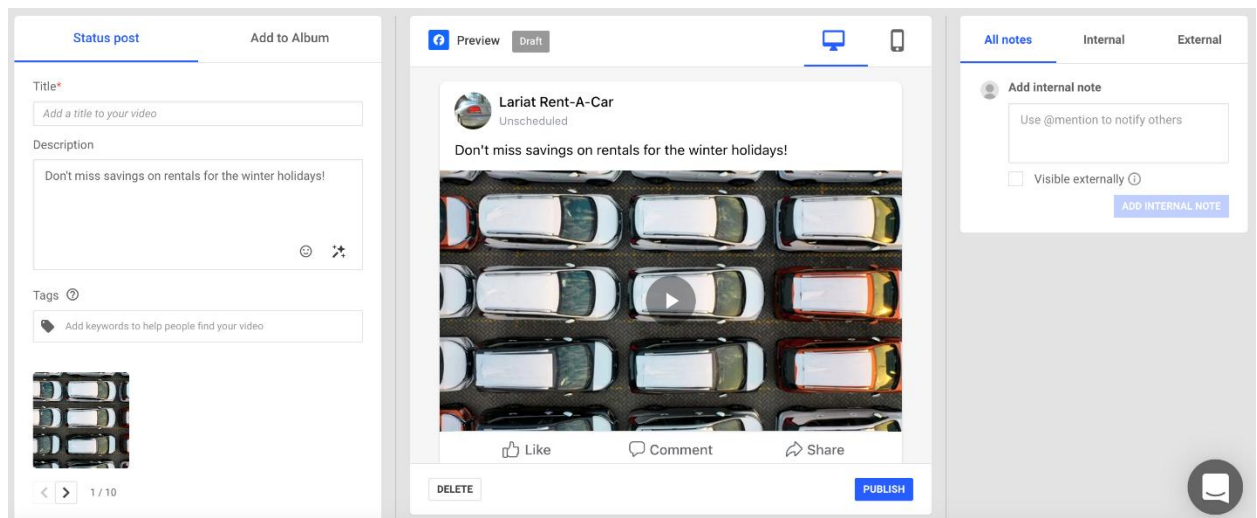 Status post
Add to Album
Title*
Add a title to your video
Description
Don't miss savings on rentals for the winter holidays!
Tags
Add keywords to help people find your video
1 / 10
Preview
Draft
Lariat Rent-A-Car
Unscheduled
Don't miss savings on rentals for the winter holidays!
Like
Comment
Share
DELETE
PUBLISH
All notes
Internal
External
Add internal note
Use @mention to notify others
Visible externally
ADD INTERNAL NOTE